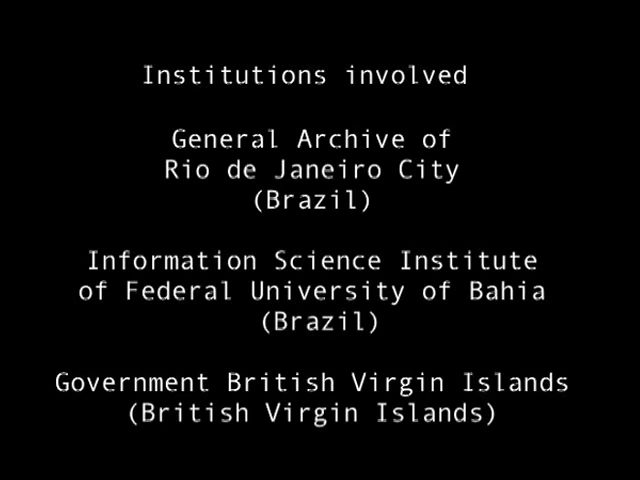 Institutions involved
General Archive of
Rio de Janeiro City
(Brazil)
Information Science Institute
of Federal University of Bahia
(Brazil)
Government British Virgin Islands
(British Virgin Islands)